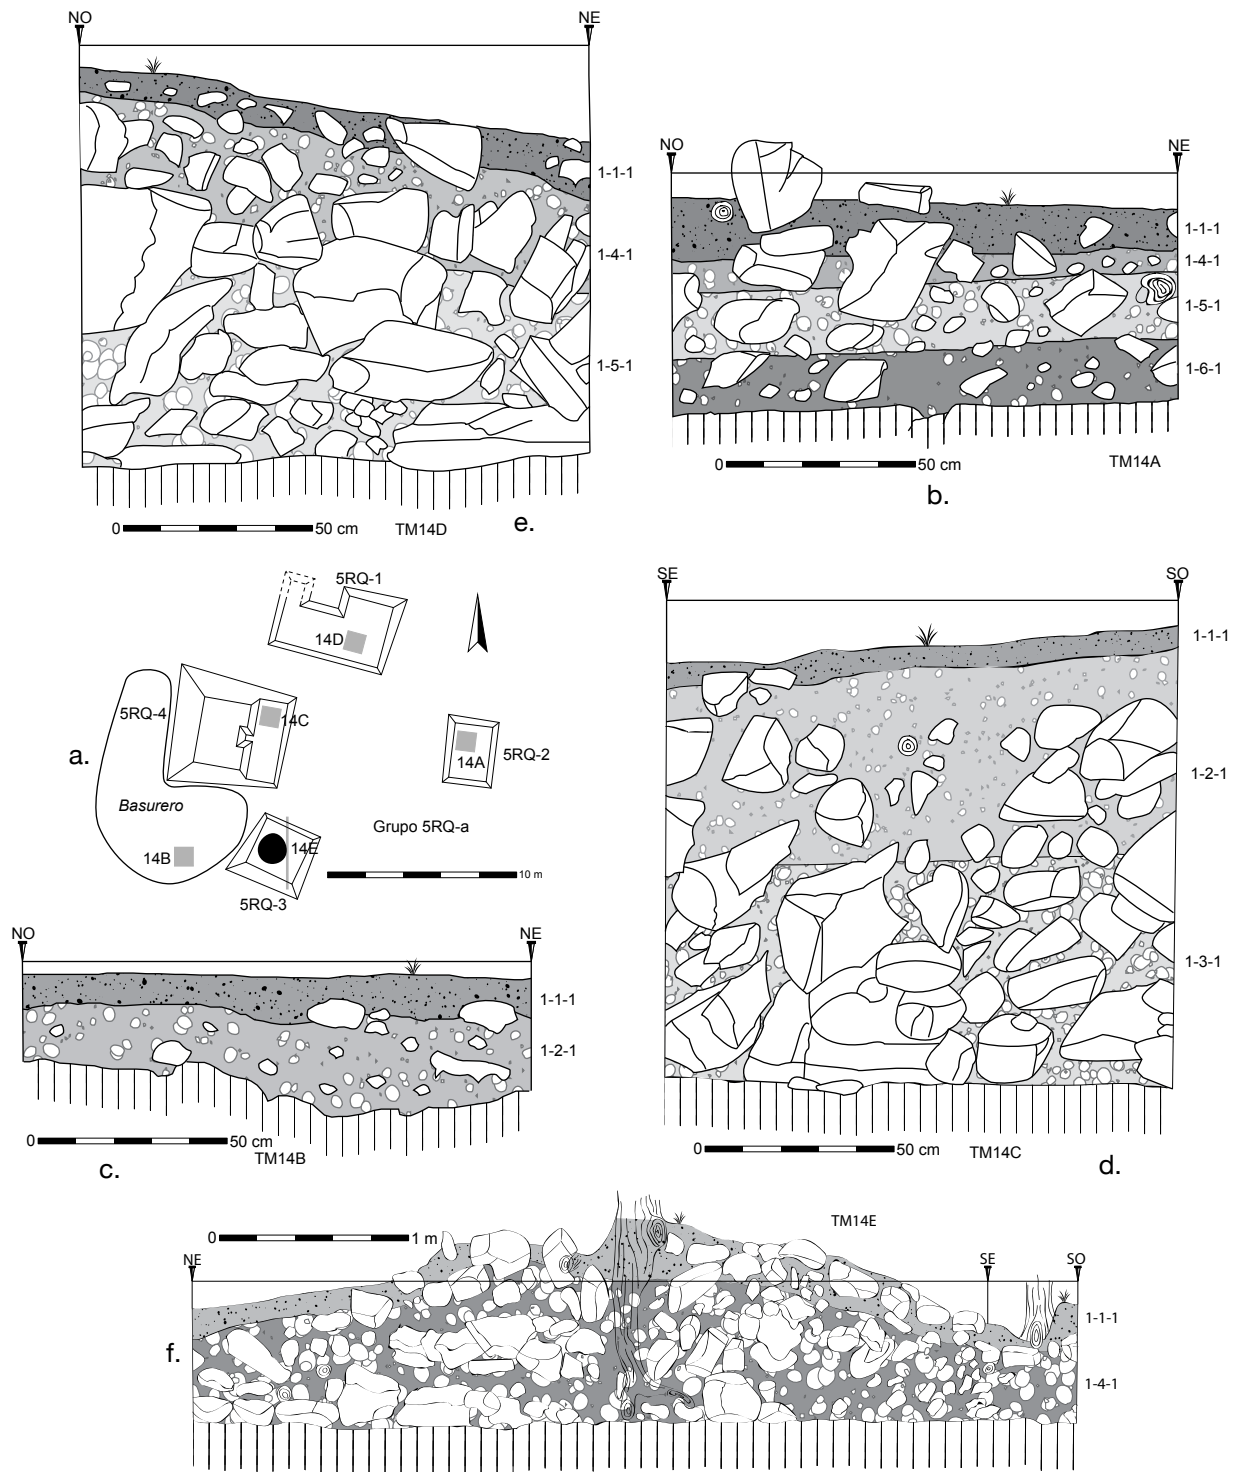 NO NE
1-1-1
1-4-1
1-5-1
0 50 cm TM14D e.
NO NE
1-1-1
1-4-1
1-5-1
1-6-1
0 50 cm TM14A
b.
5RQ-1
14D
5RQ-4 14C
a. 14A 5RQ-2
Basurero
Grupo 5RQ-a
14B 14E
10 m
5RQ-3
NO NE
1-1-1
1-2-1
0 50 cm
TM14B
c.
SE SO
1-1-1
1-2-1
1-3-1
0 50 cm TM14C
d.
TM14E
0 1 m
NE SE SO
1-1-1
f.
1-4-1